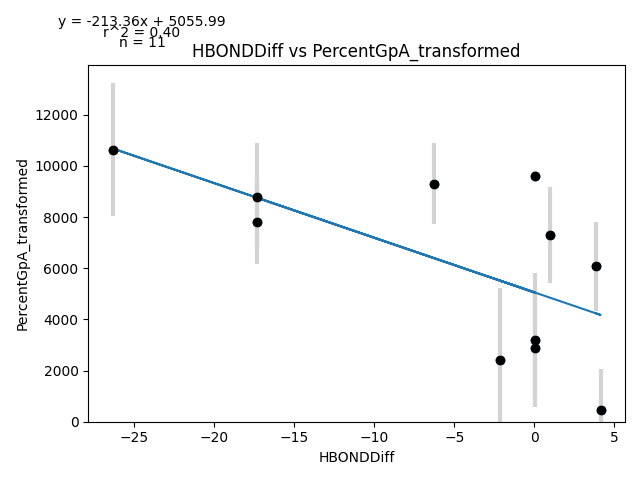 y = -213.36x + 5055.99
r^2 = 0.40
n = 11
HBONDDiff vs PercentGpA_transformed
PercentGpA_transformed
12000
10000
8000
6000
4000
2000
0
−25
−20
−15
−10
−5
0
5
HBONDDiff